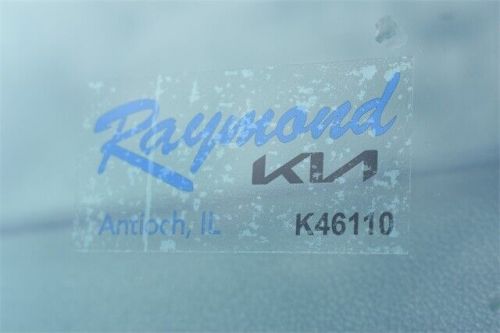 Raymond
KIA
Antioch, IL K46110